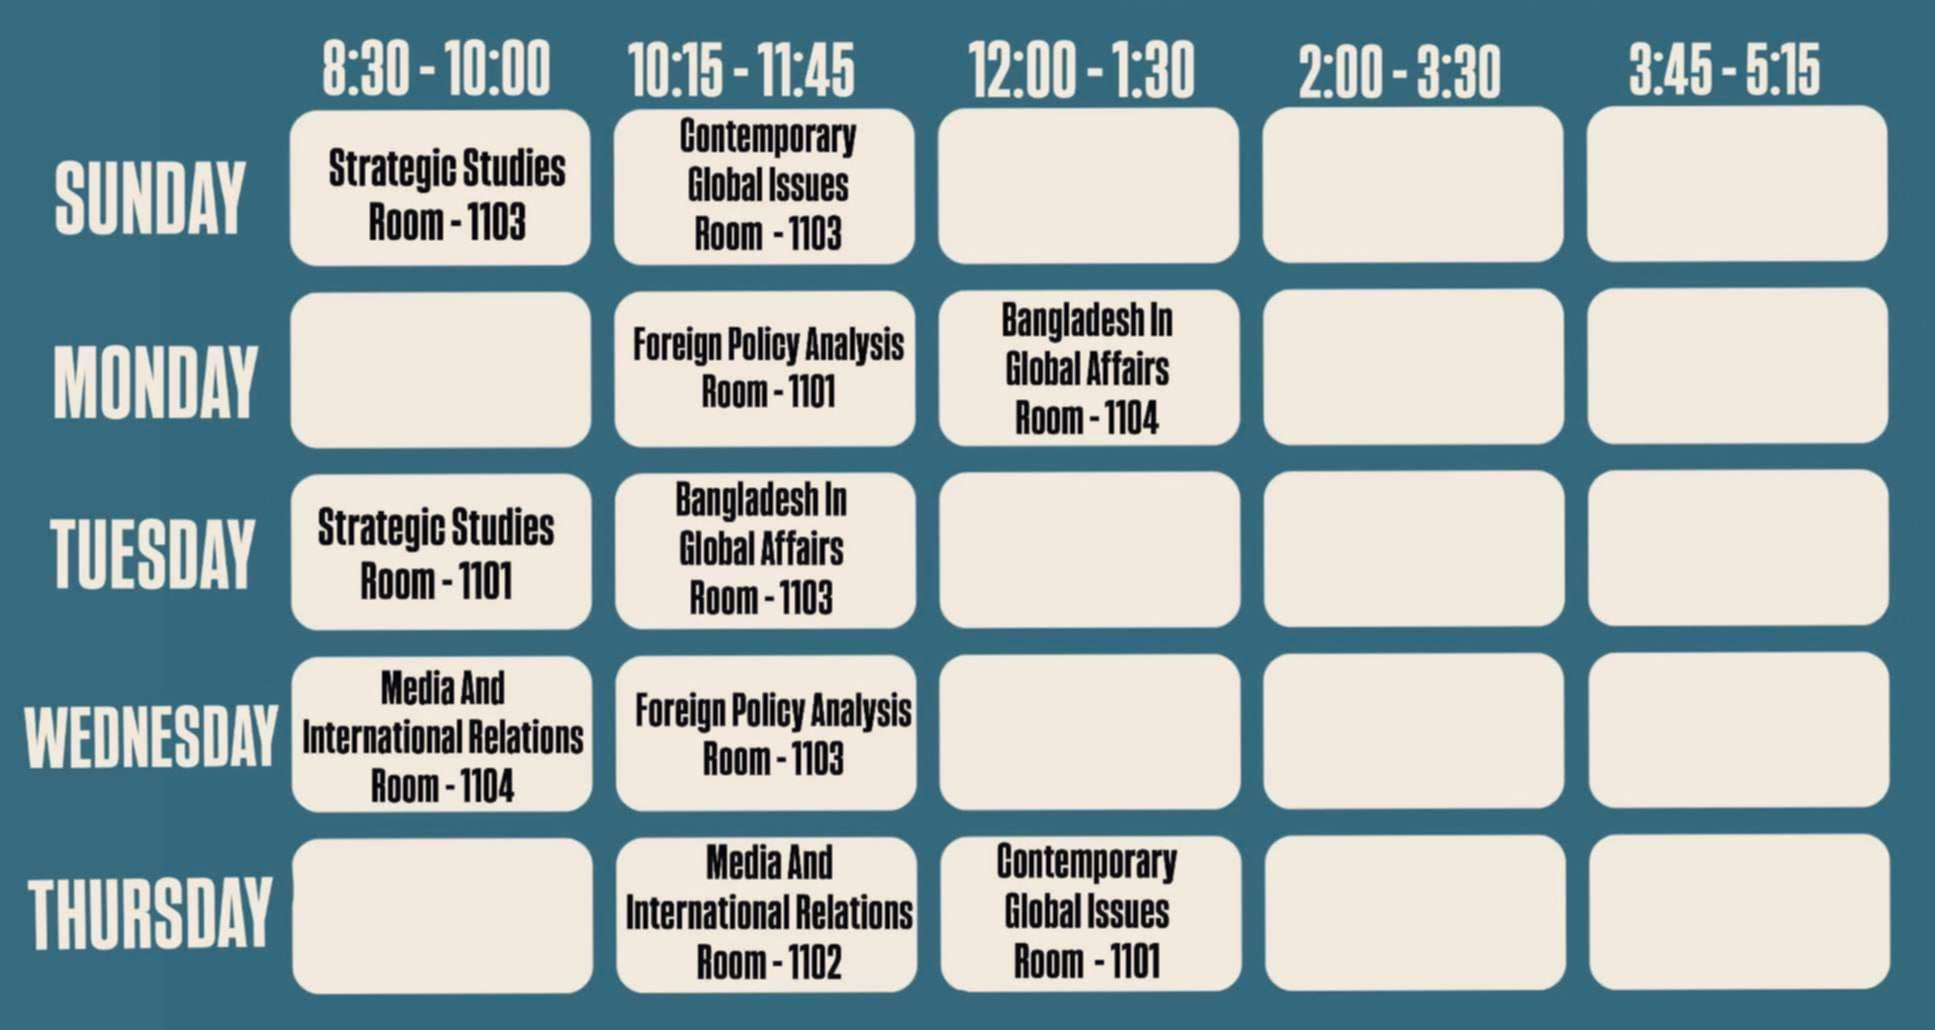 8:30 - 10:00 10:15 - 11:45 12:00 - 1:30 2:00 - 3:30 3:45 - 5:15
SUNDAY
Strategic Studies
Room - 1103
Contemporary
Global Issues
Room - 1103
MONDAY
Foreign Policy Analysis
Room - 1101
Bangladesh In
Global Affairs
Room - 1104
TUESDAY
Strategic Studies
Room - 1101
Bangladesh In
Global Affairs
Room - 1103
WEDNESDAY
Media And
International Relations
Room - 1104
Foreign Policy Analysis
Room - 1103
THURSDAY
Media And
International Relations
Room - 1102
Contemporary
Global Issues
Room - 1101